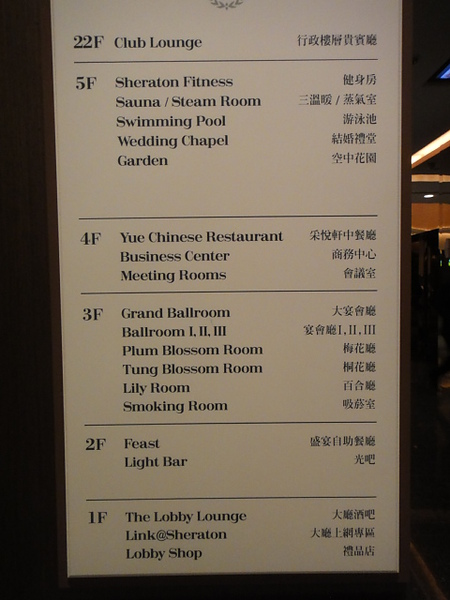 22F Club Lounge 行政樓層貴賓廳
5F Sheraton Fitness 健身房
Sauna / Steam Room 三溫暖 / 蒸氣室
Swimming Pool 游泳池
Wedding Chapel 結婚禮堂
Garden 空中花園
4F Yue Chinese Restaurant 采悅軒中餐廳
Business Center 商務中心
Meeting Rooms 會議室
3F Grand Ballroom 大宴會廳
Ballroom I, II, III 宴會廳I, II, III
Plum Blossom Room 梅花廳
Tung Blossom Room 桐花廳
Lily Room 百合廳
Smoking Room 吸菸室
2F Feast 盛宴自助餐廳
Light Bar 光吧
1F The Lobby Lounge 大廳酒吧
Link@Sheraton 大廳上網專區
Lobby Shop 禮品店